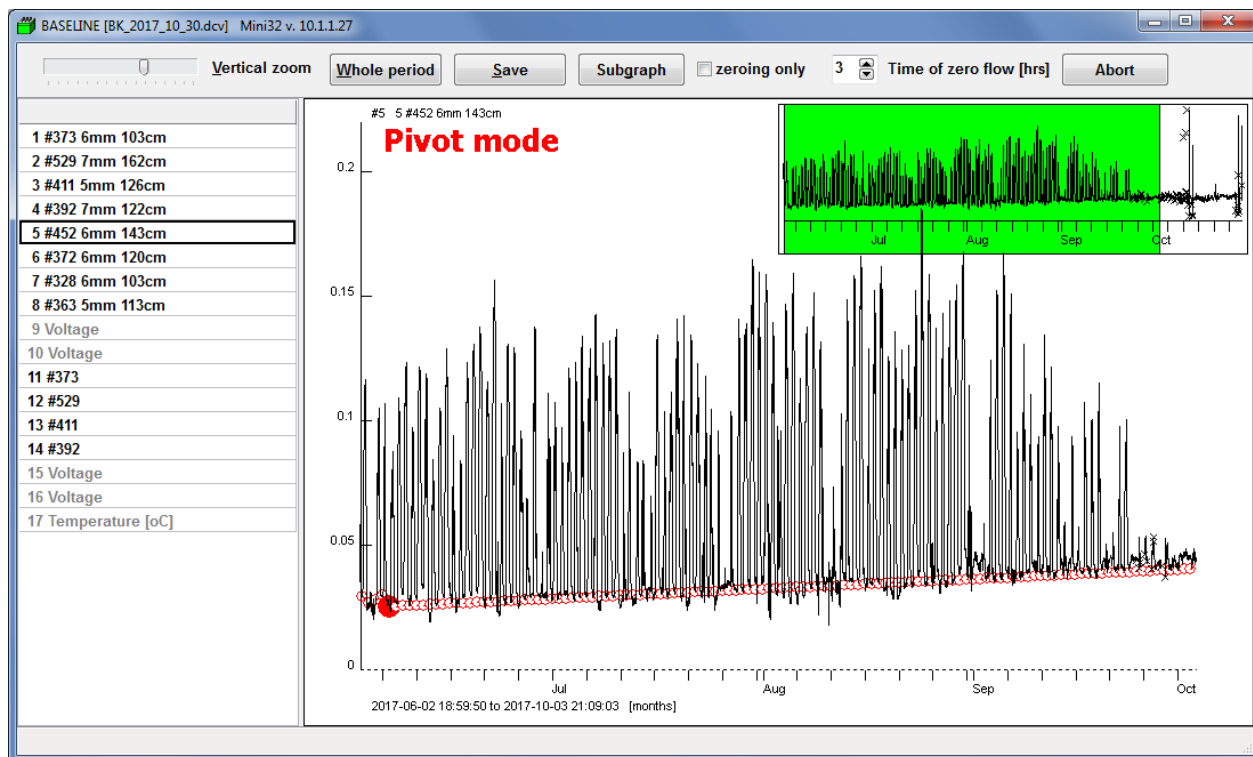 BASELINE [BK_2017_10_30.dcv] Mini32 v. 10.1.1.27
Vertical zoom Whole period Save Subgraph zeroing only 3 Time of zero flow [hrs] Abort
1 #373 6mm 103cm
2 #529 7mm 162cm
3 #411 5mm 126cm
4 #392 7mm 122cm
5 #452 6mm 143cm
6 #372 6mm 120cm
7 #328 6mm 103cm
8 #363 5mm 113cm
9 Voltage
10 Voltage
11 #373
12 #529
13 #411
14 #392
15 Voltage
16 Voltage
17 Temperature [oC]
#5 5 #452 6mm 143cm
Pivot mode
Jul Aug Sep Oct
0.2
0.15
0.1
0.05
0
Jul Aug Sep Oct
2017-06-02 18:59:50 to 2017-10-03 21:09:03 [months]